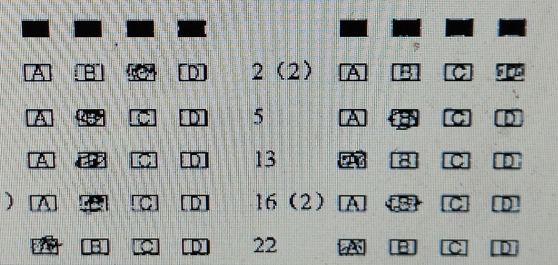 [A] [B] [C] [D] 2 (2) [A] [B] [C] [D]
[A] [B] [C] [D] 5 [A] [B] [C] [D]
[A] [B] [C] [D] 13 [A] [B] [C] [D]
) [A] [B] [C] [D] 16 (2) [A] [B] [C] [D]
[A] [B] [C] [D] 22 [A] [B] [C] [D]